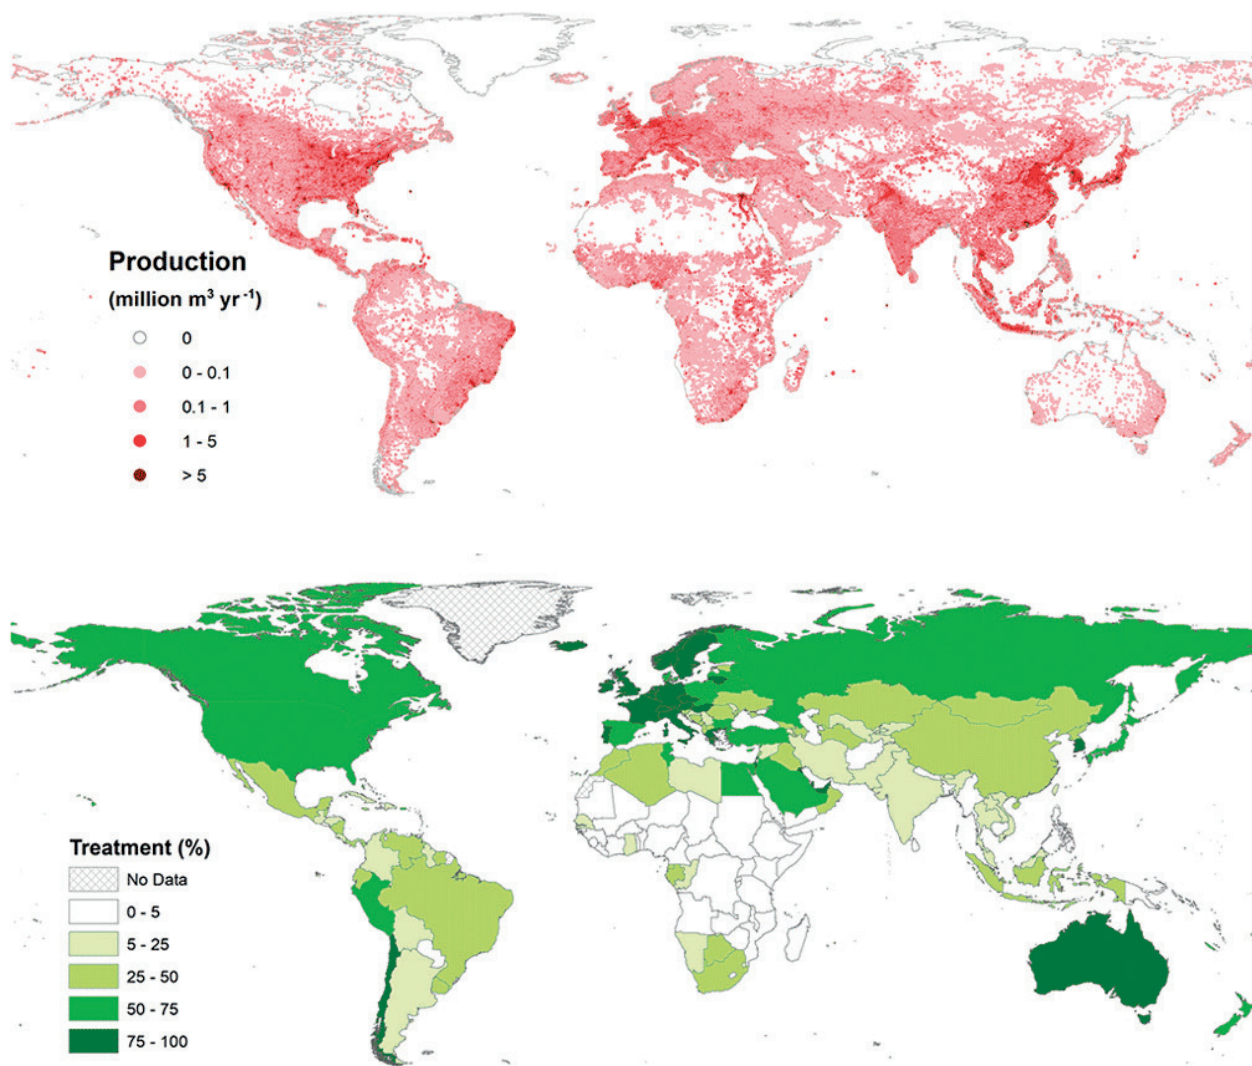 Production
(million m³ yr⁻¹)
0
0 - 0.1
0.1 - 1
1 - 5
> 5
Treatment (%)
No Data
0 - 5
5 - 25
25 - 50
50 - 75
75 - 100